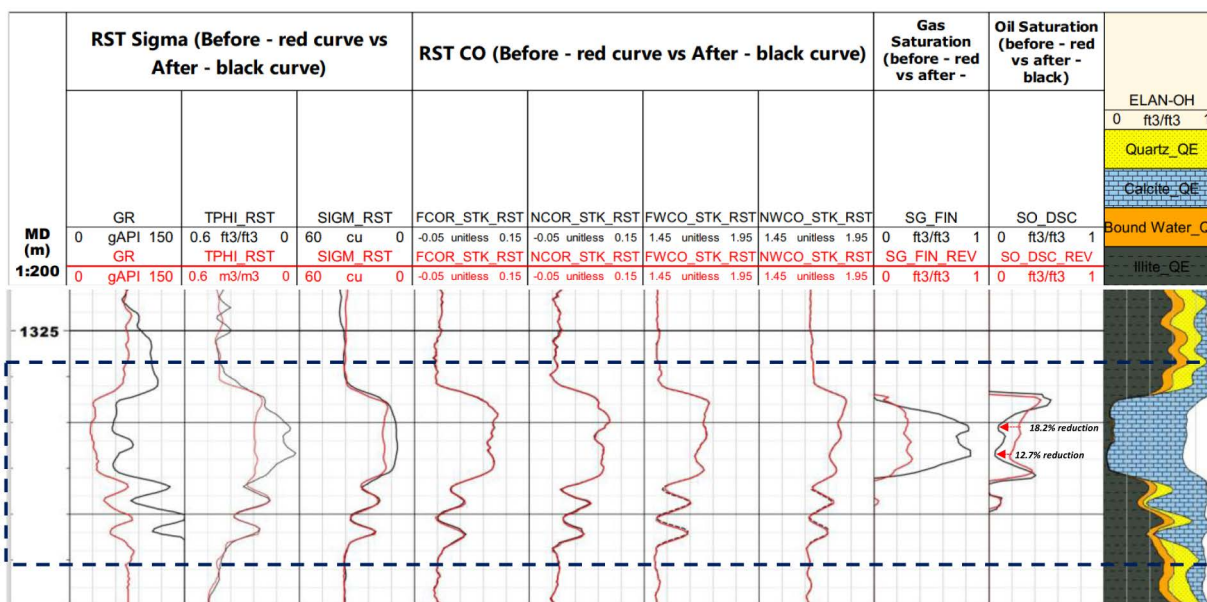 RST Sigma (Before - red curve vs
After - black curve)
RST CO (Before - red curve vs After - black curve)
Gas
Saturation
(before - red
vs after -
Oil Saturation
(before - red
vs after -
black)
ELAN-OH
0 ft3/ft3 1
Quartz_QE
Calcite_QE
Bound Water_Q
Illite_QE
MD
(m)
1:200
GR TPHI_RST SIGM_RST FCOR_STK_RST NCOR_STK_RST FWCO_STK_RST NWCO_STK_RST SG_FIN SO_DSC
0 gAPI 150 0.6 ft3/ft3 0 60 cu 0 -0.05 unitless 0.15 -0.05 unitless 0.15 1.45 unitless 1.95 1.45 unitless 1.95 0 ft3/ft3 1 0 ft3/ft3 1
GR TPHI_RST SIGM_RST FCOR_STK_RST NCOR_STK_RST FWCO_STK_RST NWCO_STK_RST SG_FIN_REV SO_DSC_REV
0 gAPI 150 0.6 m3/m3 0 60 cu 0 -0.05 unitless 0.15 -0.05 unitless 0.15 1.45 unitless 1.95 1.45 unitless 1.95 0 ft3/ft3 1 0 ft3/ft3 1
1325
18.2% reduction
12.7% reduction